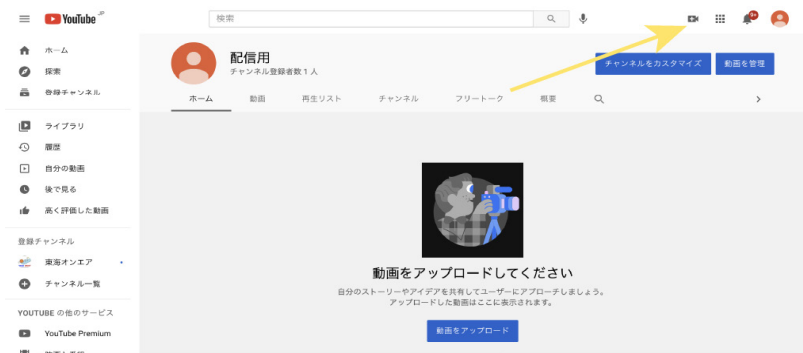 YouTube JP
検索
9+
ホーム
探索
登録チャンネル
ライブラリ
履歴
自分の動画
後で見る
高く評価した動画
登録チャンネル
東海オンエア
チャンネル一覧
YOUTUBE の他のサービス
YouTube Premium
配信用
チャンネル登録者数 1 人
チャンネルをカスタマイズ
動画を管理
ホーム 動画 再生リスト チャンネル フリートーク 概要
動画をアップロードしてください
自分のストーリーやアイデアを共有してユーザーにアプローチしましょう。
アップロードした動画はここに表示されます。
動画をアップロード